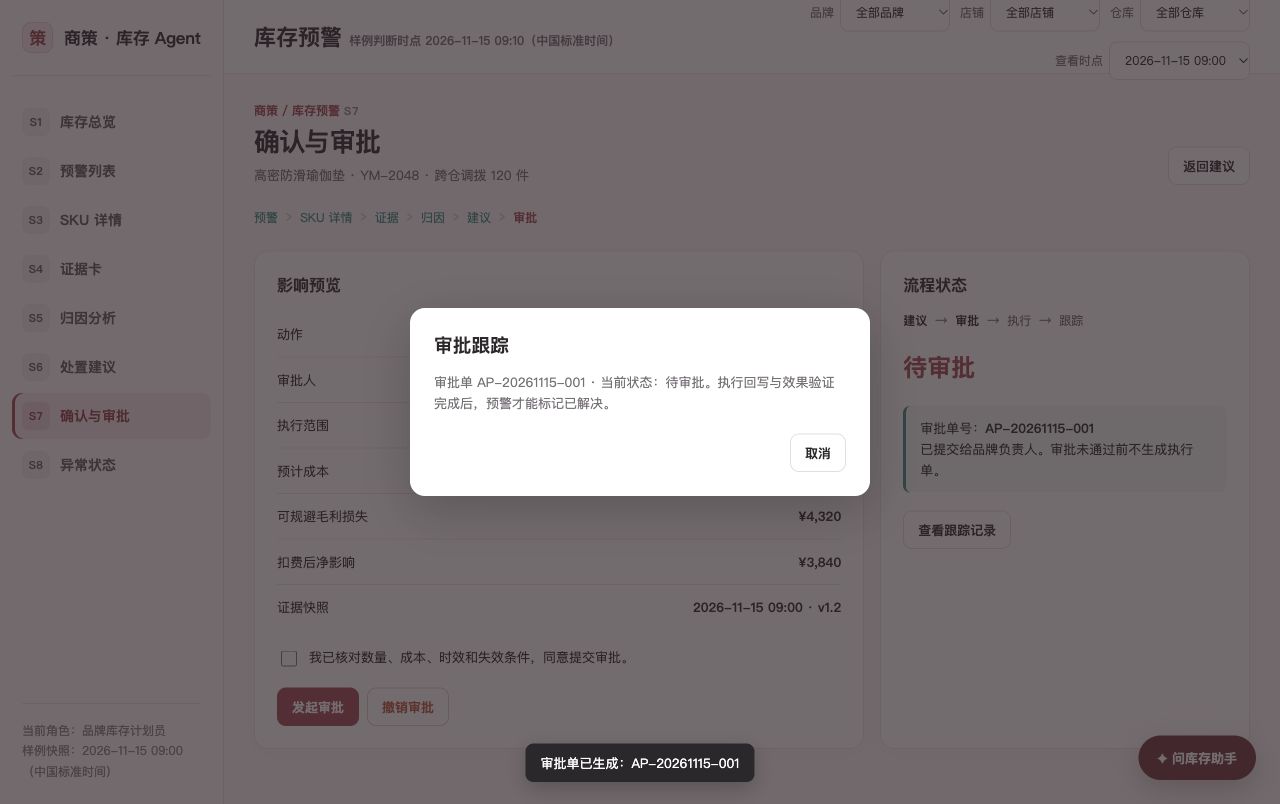 策 商策 · 库存 Agent
S1 库存总览
S2 预警列表
S3 SKU 详情
S4 证据卡
S5 归因分析
S6 处置建议
S7 确认与审批
S8 异常状态
当前角色：品牌库存计划员
样例快照：2026-11-15 09:00
（中国标准时间）
库存预警 样例判断时点 2026-11-15 09:10（中国标准时间）
品牌 全部品牌 店铺 全部店铺 仓库 全部仓库
查看时点 2026-11-15 09:00
商策 / 库存预警 S7
确认与审批
高密防滑瑜伽垫 · YM-2048 · 跨仓调拨 120 件
返回建议
预警 > SKU 详情 > 证据 > 归因 > 建议 > 审批
影响预览
动作
审批人
执行范围
预计成本
可规避毛利损失 ¥4,320
扣费后净影响 ¥3,840
证据快照 2026-11-15 09:00 · v1.2
我已核对数量、成本、时效和失效条件，同意提交审批。
发起审批 撤销审批
流程状态
建议 → 审批 → 执行 → 跟踪
待审批
审批单号：AP-20261115-001
已提交给品牌负责人。审批未通过前不生成执行
单。
查看跟踪记录
审批跟踪
审批单 AP-20261115-001 · 当前状态：待审批。执行回写与效果验证
完成后，预警才能标记已解决。
取消
审批单已生成：AP-20261115-001
✦ 问库存助手